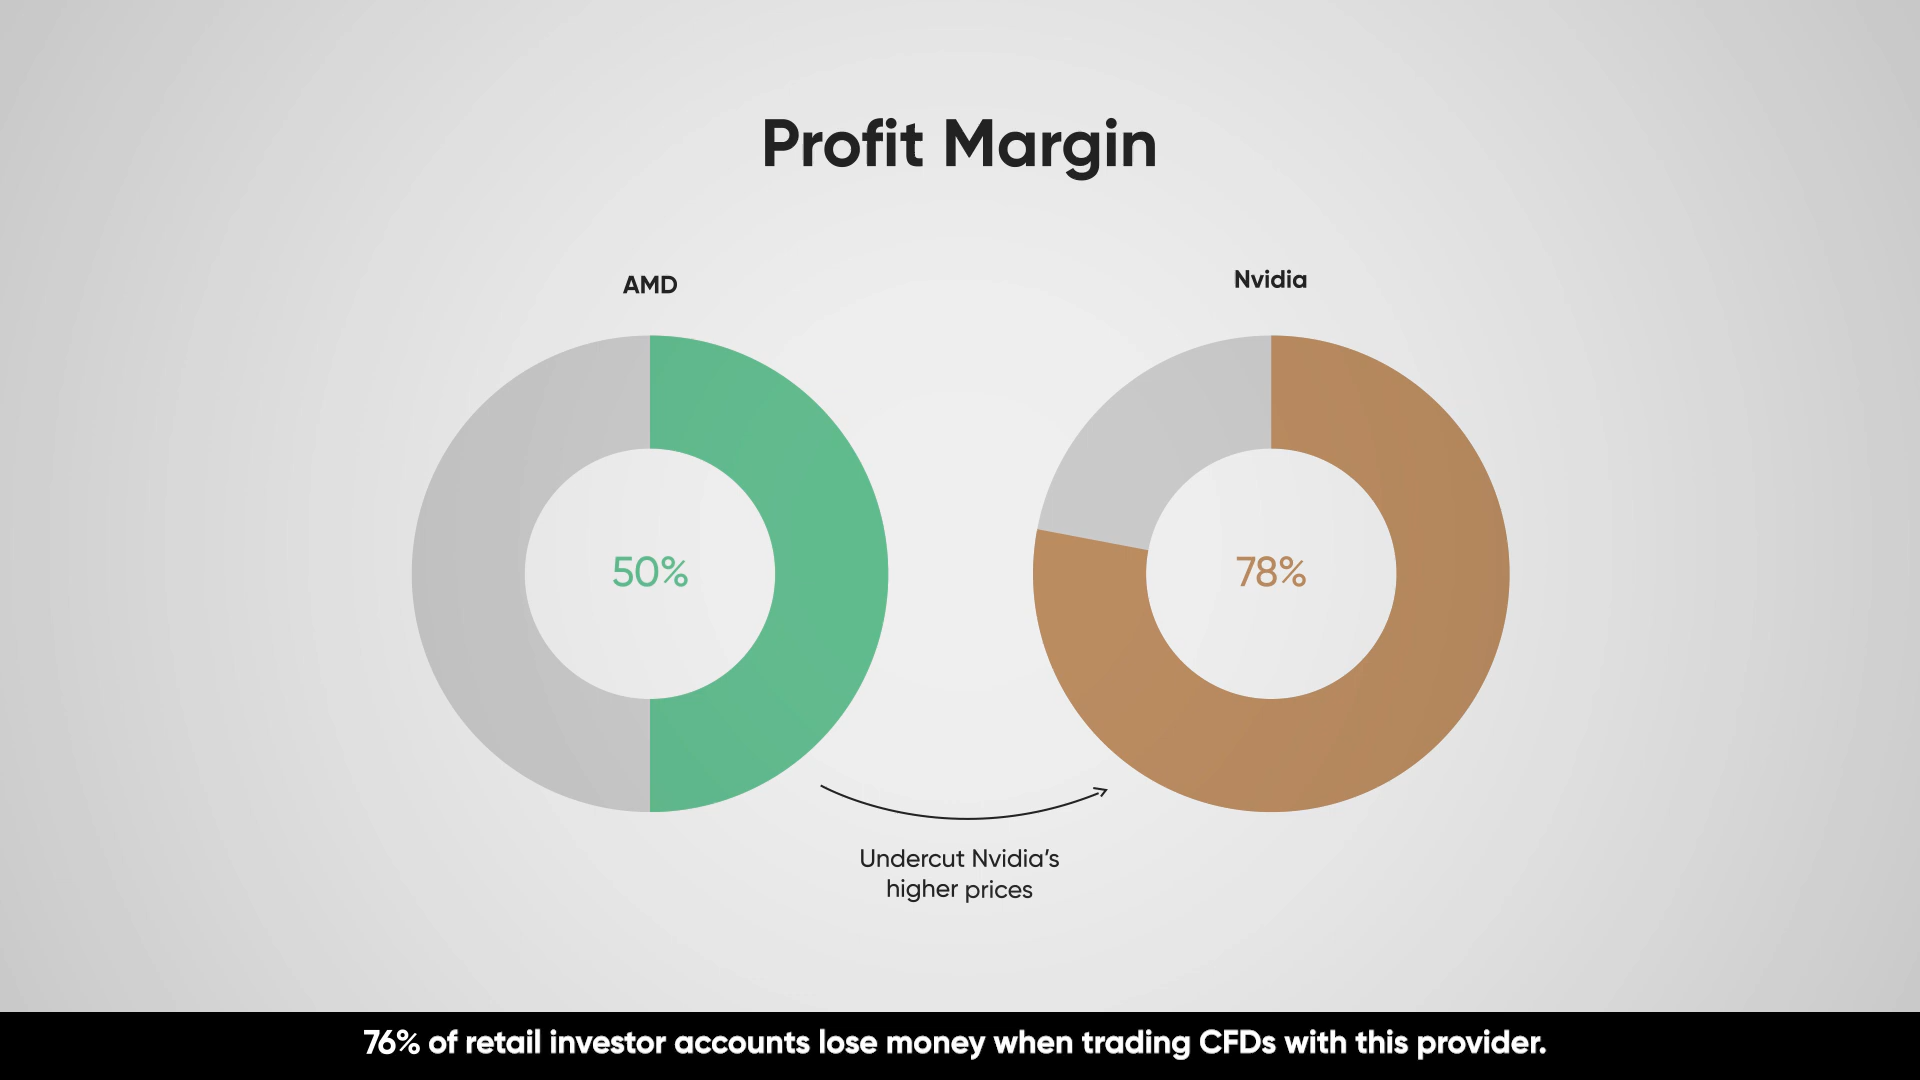 Profit Margin
AMD
Nvidia
50%
78%
Undercut Nvidia's
higher prices
76% of retail investor accounts lose money when trading CFDs with this provider.